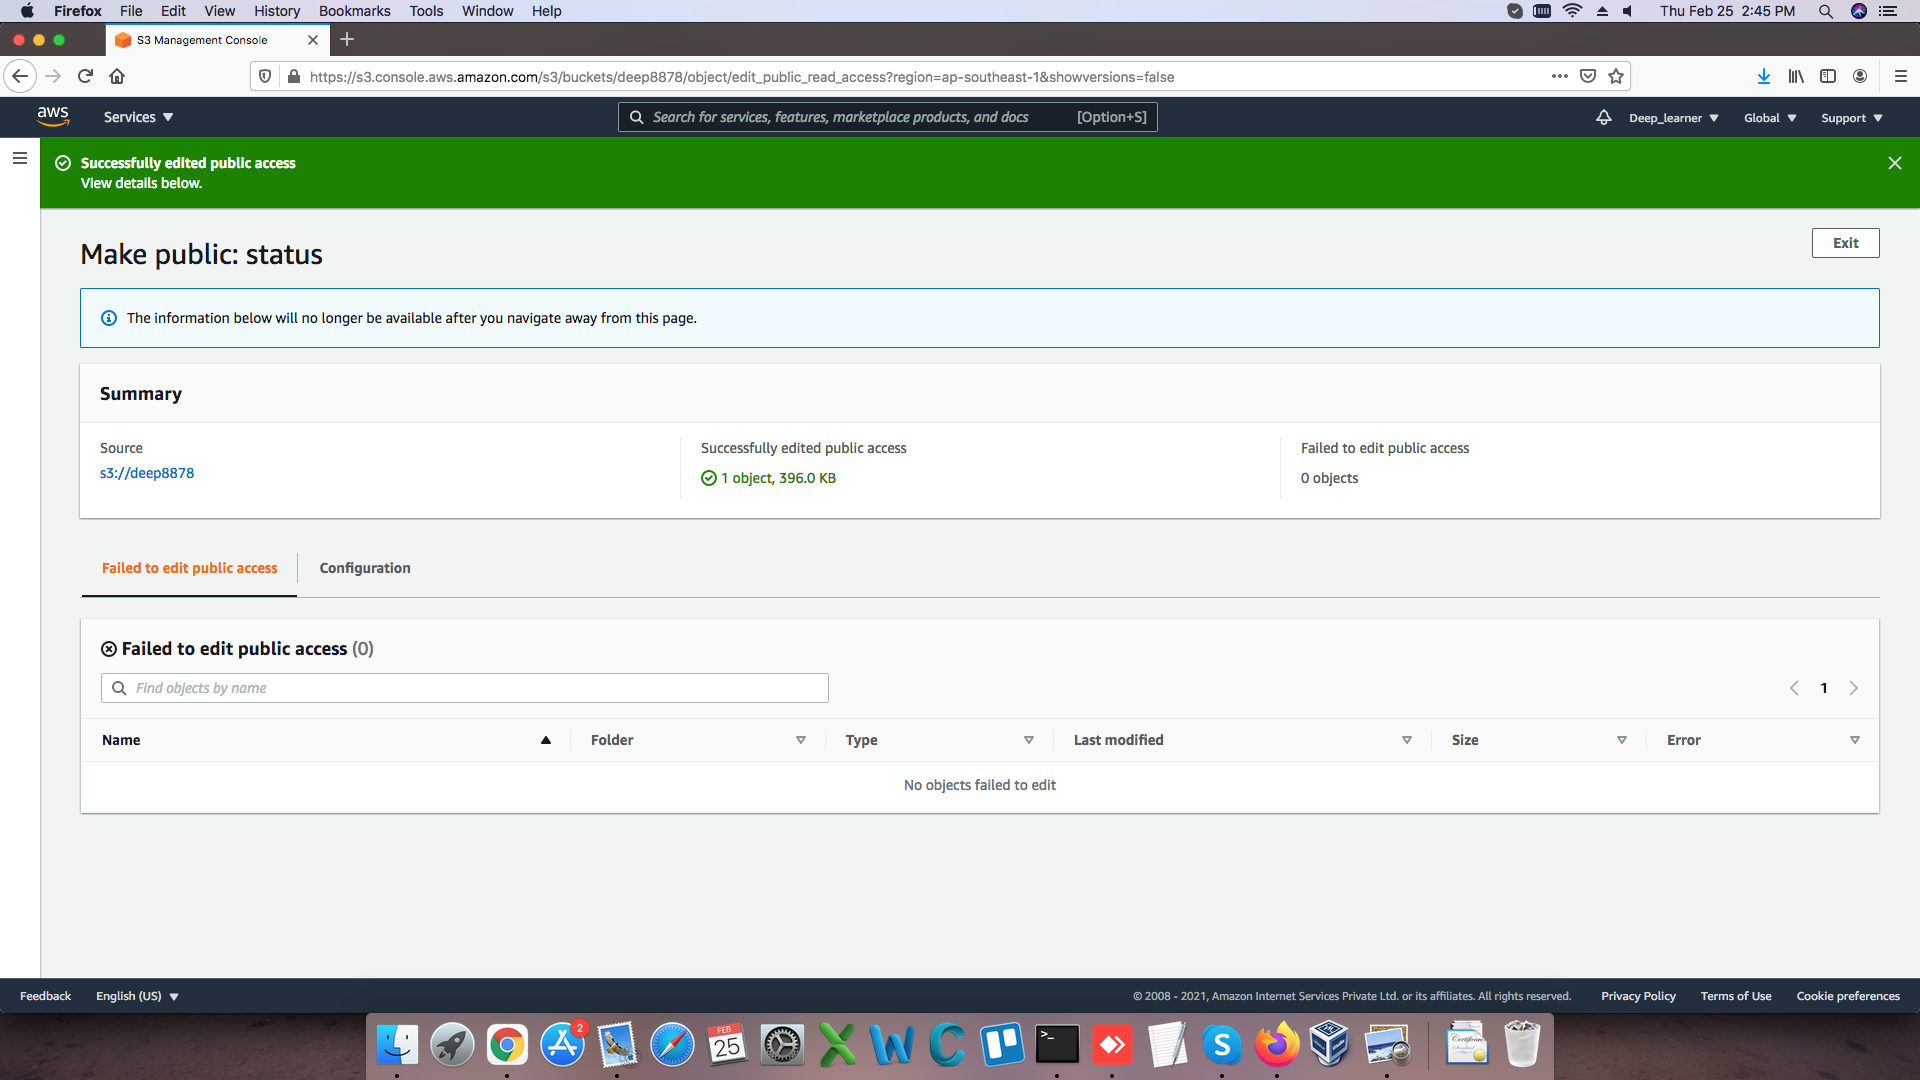 Firefox File Edit View History Bookmarks Tools Window Help Thu Feb 25 2:45 PM
S3 Management Console
https://s3.console.aws.amazon.com/s3/buckets/deep8878/object/edit_public_read_access?region=ap-southeast-1&showversions=false
aws Services Search for services, features, marketplace products, and docs [Option+S] Deep_learner Global Support
Successfully edited public access
View details below.
Make public: status
Exit
The information below will no longer be available after you navigate away from this page.
Summary
Source Successfully edited public access Failed to edit public access
s3://deep8878 1 object, 396.0 KB 0 objects
Failed to edit public access Configuration
Failed to edit public access (0)
Find objects by name 1
Name Folder Type Last modified Size Error
No objects failed to edit
Feedback English (US) © 2008 - 2021, Amazon Internet Services Private Ltd. or its affiliates. All rights reserved. Privacy Policy Terms of Use Cookie preferences
2
FEB
25